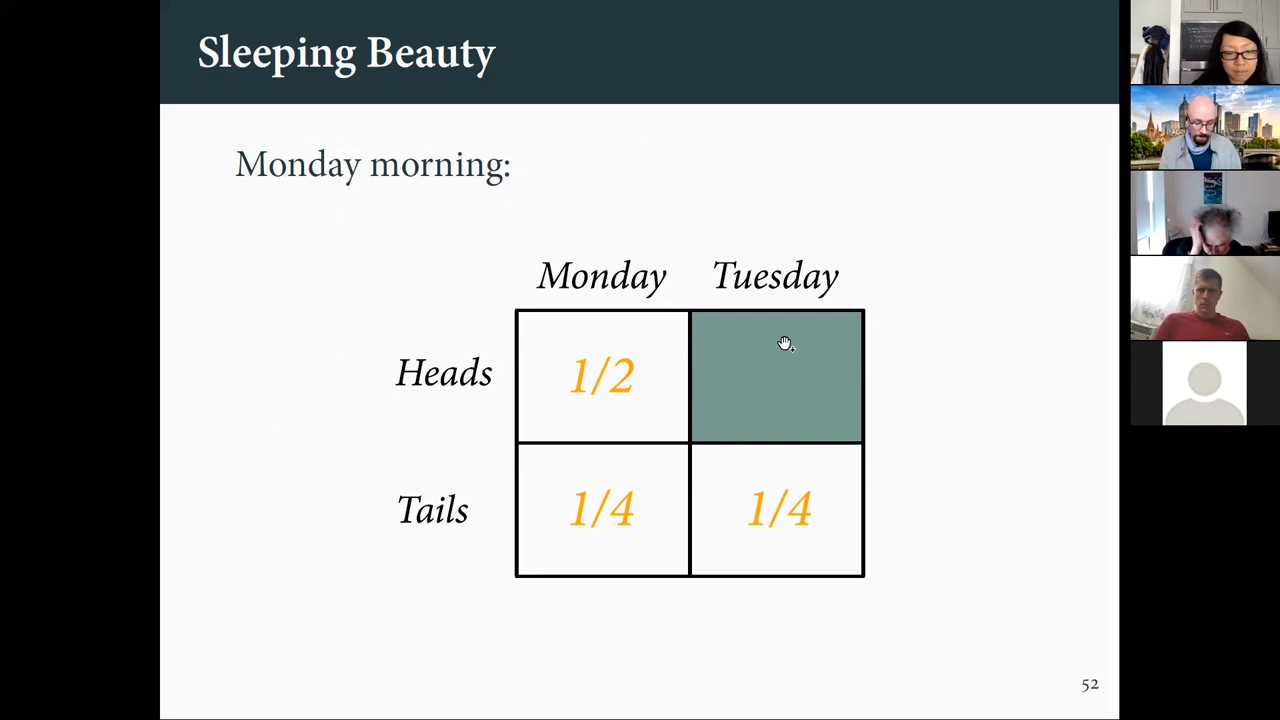 Sleeping Beauty
Monday morning:
Monday Tuesday
Heads 1/2
Tails 1/4 1/4
52